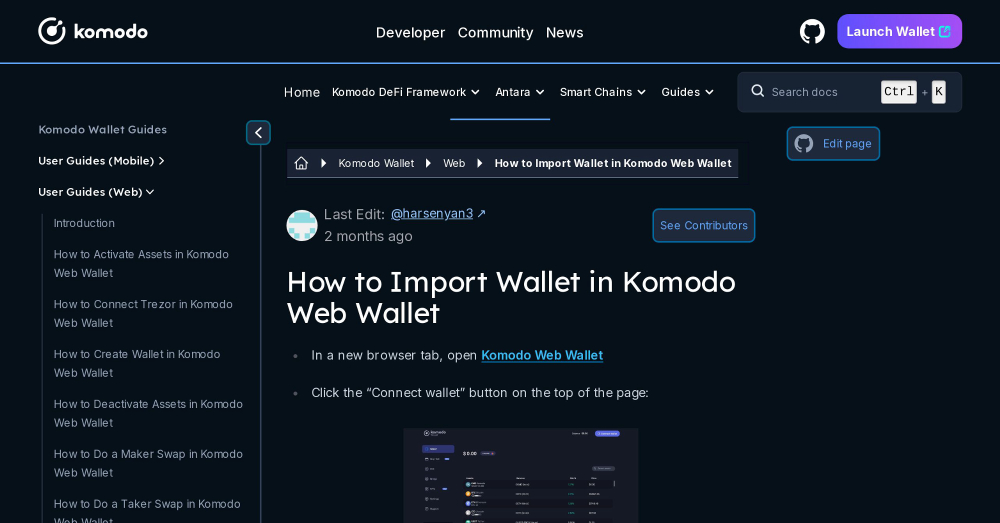 komodo
Developer Community News
Launch Wallet
Home Komodo DeFi Framework Antara Smart Chains Guides
Search docs Ctrl + K
Komodo Wallet Guides
User Guides (Mobile)
User Guides (Web)
Introduction
How to Activate Assets in Komodo
Web Wallet
How to Connect Trezor in Komodo
Web Wallet
How to Create Wallet in Komodo
Web Wallet
How to Deactivate Assets in Komodo
Web Wallet
How to Do a Maker Swap in Komodo
Web Wallet
How to Do a Taker Swap in Komodo
Web Wallet
Edit page
Komodo Wallet Web How to Import Wallet in Komodo Web Wallet
Last Edit: @harsenyan3 ↗
2 months ago
See Contributors
How to Import Wallet in Komodo
Web Wallet
In a new browser tab, open Komodo Web Wallet
Click the “Connect wallet” button on the top of the page:
komodo
$ 0.00